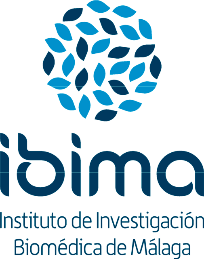 ibima
Instituto de Investigación
Biomédica de Málaga